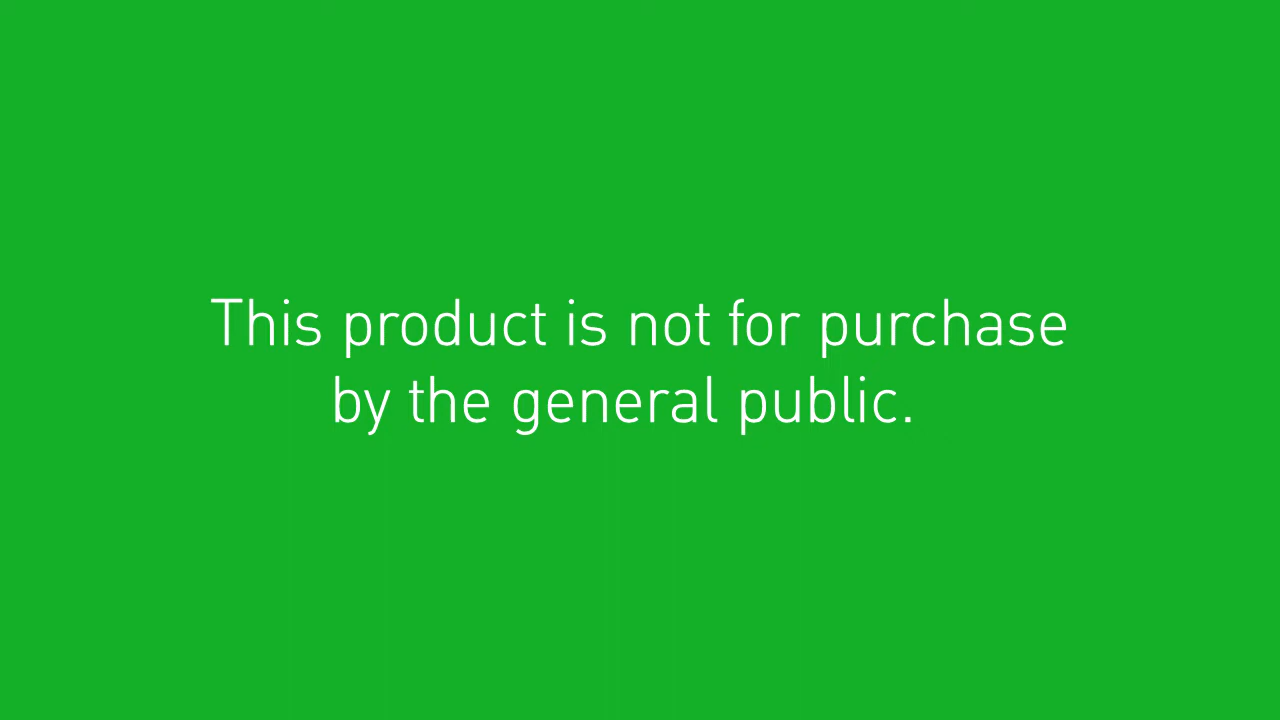 This product is not for purchase
by the general public.